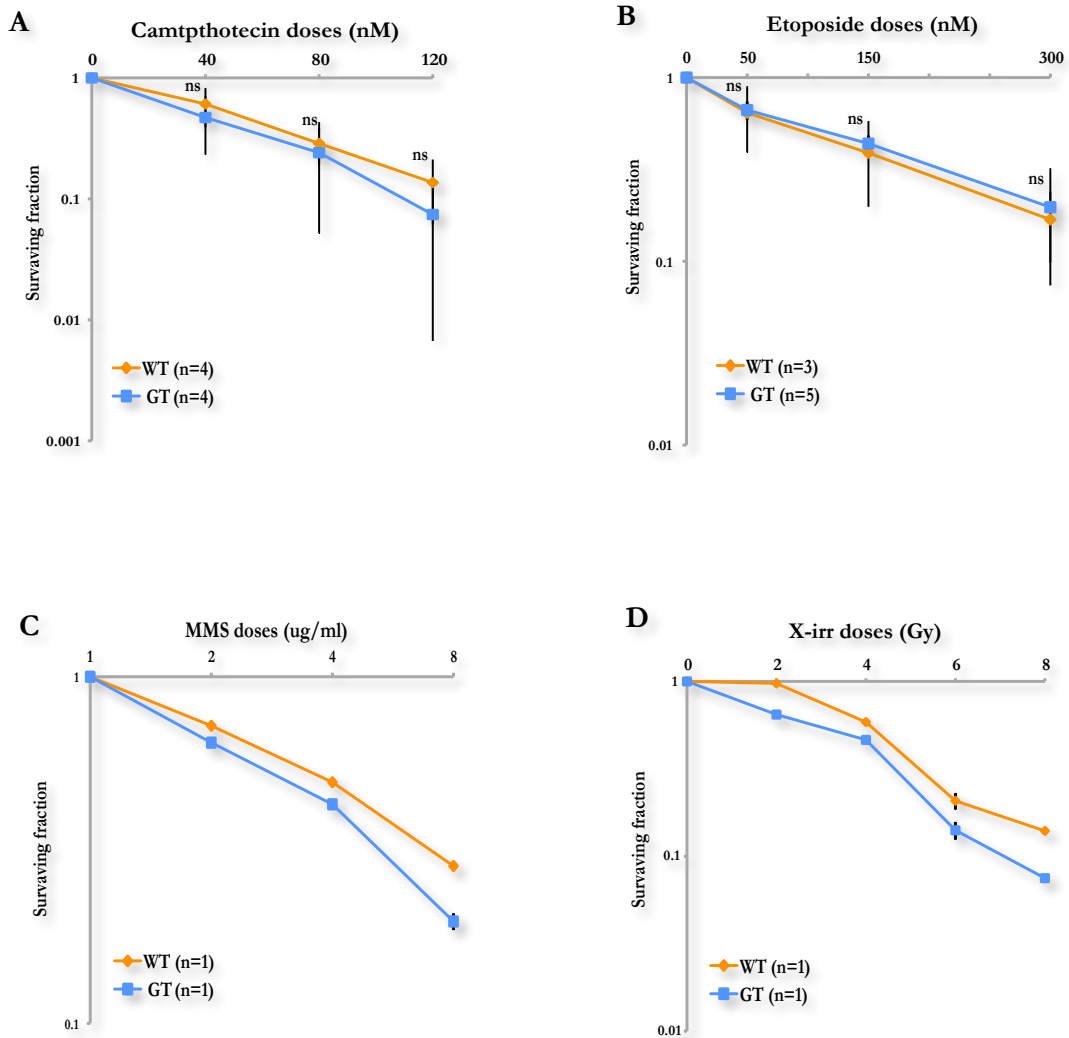 A
Camtpthotecin doses (nM)
0 40 80 120
1
0.1
0.01
0.001
Survaving fraction
ns
ns
ns
WT (n=4)
GT (n=4)
B
Etoposide doses (nM)
0 50 150 300
1
0.1
0.01
Survaving fraction
ns
ns
ns
WT (n=3)
GT (n=5)
C
MMS doses (ug/ml)
1 2 4 8
1
0.1
Survaving fraction
WT (n=1)
GT (n=1)
D
X-irr doses (Gy)
0 2 4 6 8
1
0.1
0.01
Survaving fraction
WT (n=1)
GT (n=1)